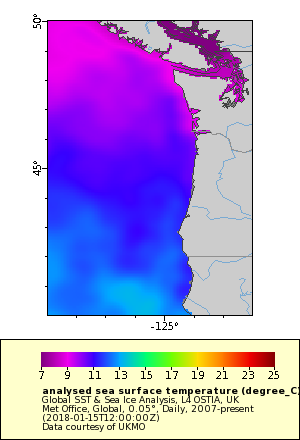 50°
45°
-125°
7 9 11 13 15 17 19 21 23 25
analysed sea surface temperature (degree_C)
Global SST & Sea Ice Analysis, L4 OSTIA, UK
Met Office, Global, 0.05°, Daily, 2007-present
(2018-01-15T12:00:00Z)
Data courtesy of UKMO